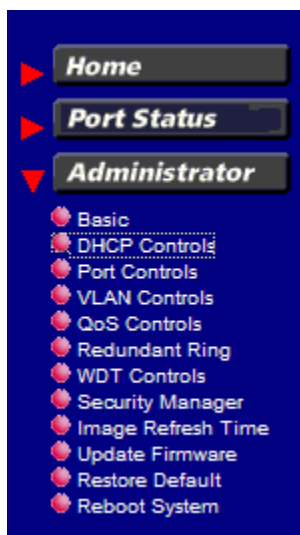 Home
Port Status
Administrator
Basic
DHCP Controls
Port Controls
VLAN Controls
QoS Controls
Redundant Ring
WDT Controls
Security Manager
Image Refresh Time
Update Firmware
Restore Default
Reboot System